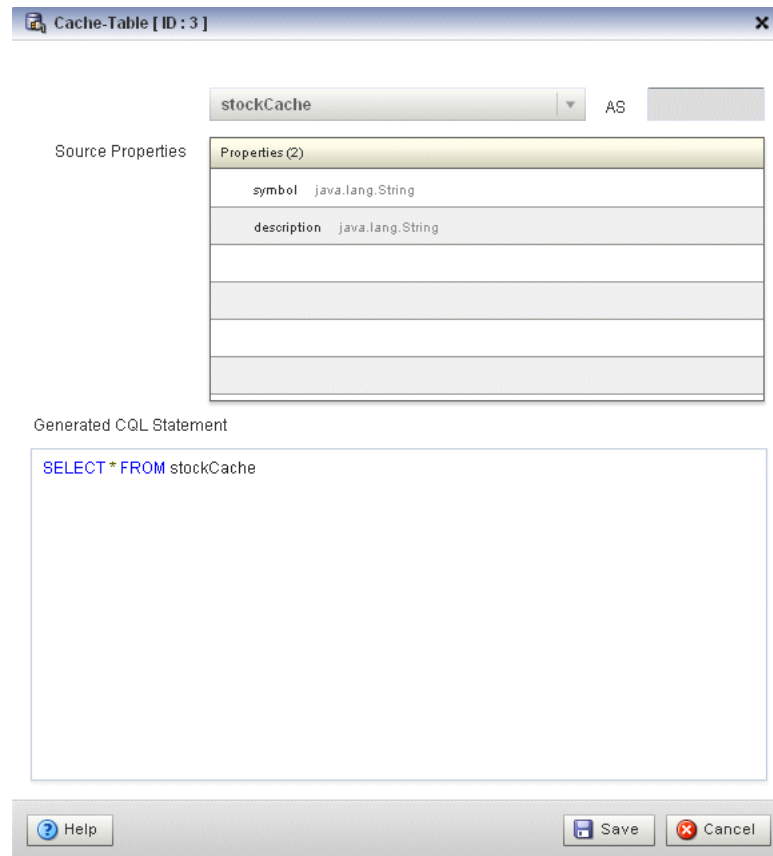 Cache-Table [ ID : 3 ]
stockCache AS
Source Properties
Properties (2)
symbol java.lang.String
description java.lang.String
Generated CQL Statement
SELECT * FROM stockCache
Help Save Cancel